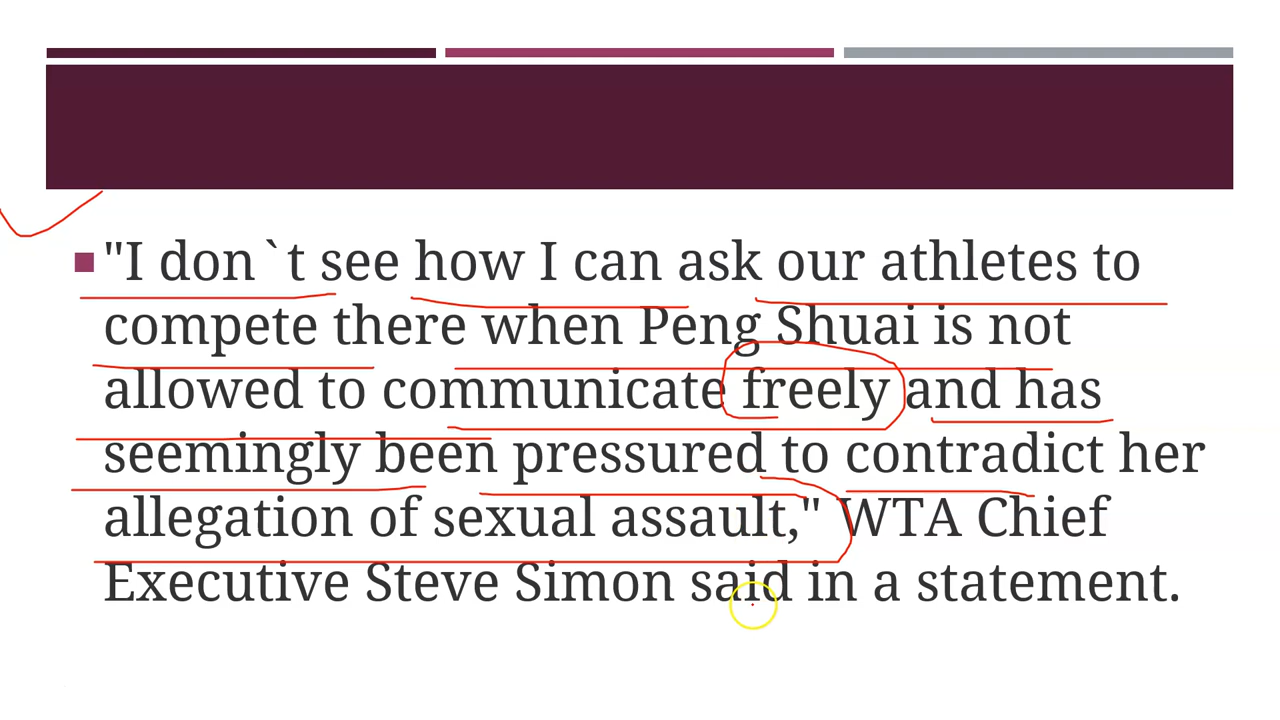 "I don`t see how I can ask our athletes to
compete there when Peng Shuai is not
allowed to communicate freely and has
seemingly been pressured to contradict her
allegation of sexual assault," WTA Chief
Executive Steve Simon said in a statement.